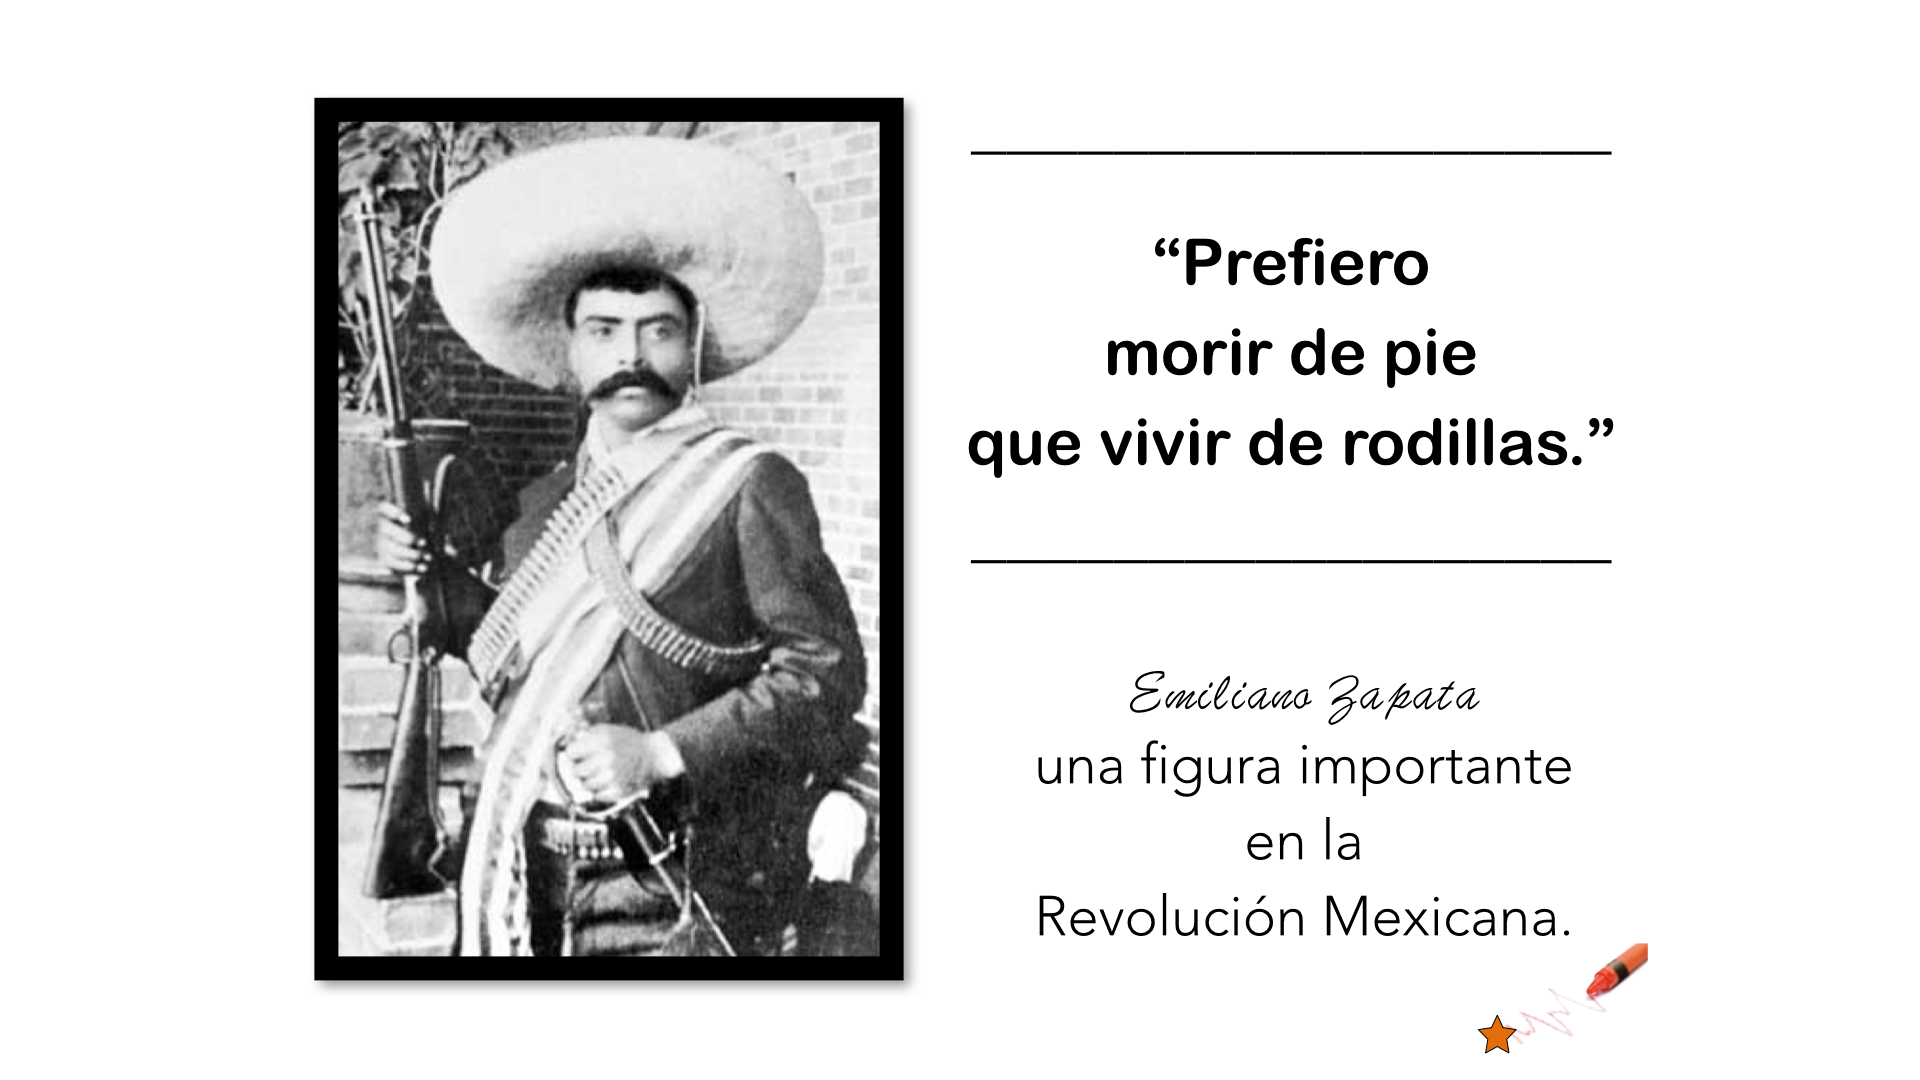 “Prefiero
morir de pie
que vivir de rodillas.”
Emiliano Zapata
una figura importante
en la
Revolución Mexicana.